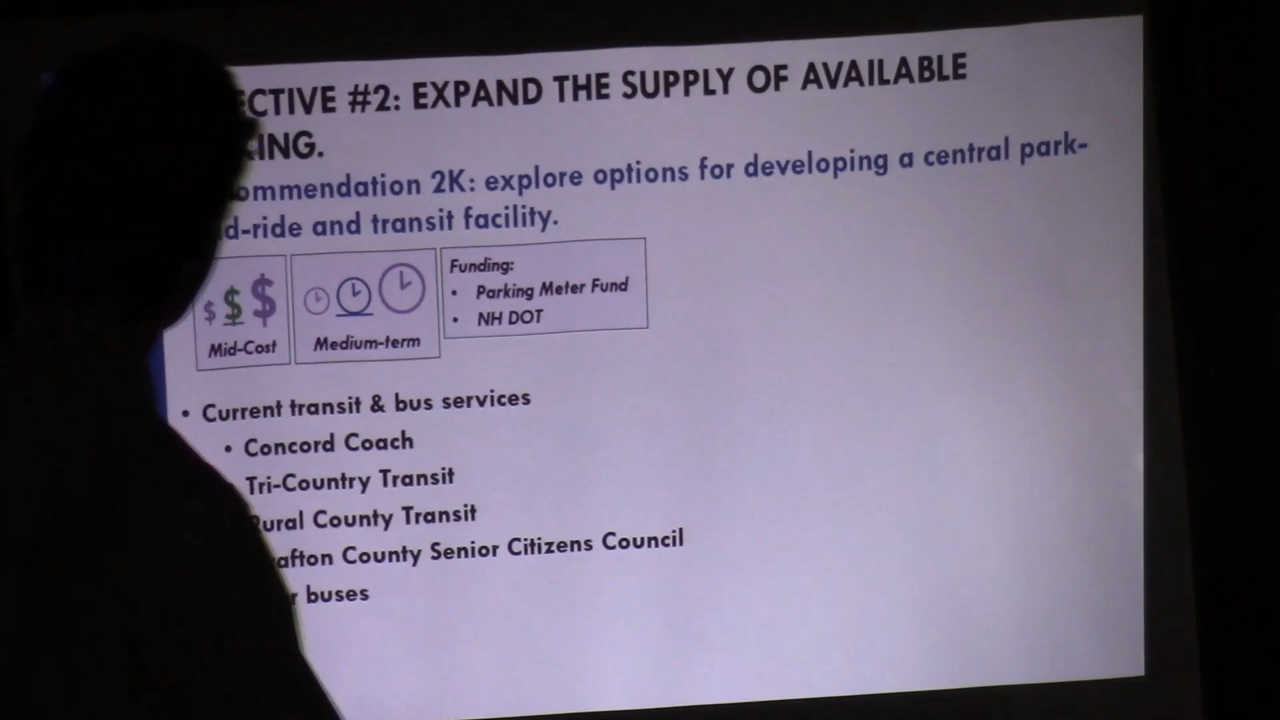 ECTIVE #2: EXPAND THE SUPPLY OF AVAILABLE
KING.
ommendation 2K: explore options for developing a central park-
d-ride and transit facility.
$ $ $
Mid-Cost
Medium-term
Funding:
• Parking Meter Fund
• NH DOT
• Current transit & bus services
• Concord Coach
Tri-Country Transit
Rural County Transit
afton County Senior Citizens Council
r buses